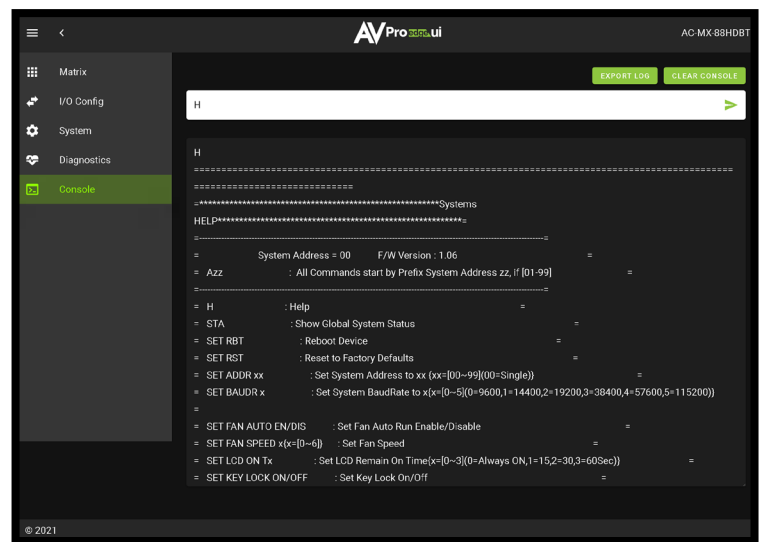 AVPro edge.ui
AC-MX-88HDBT
Matrix
I/O Config
System
Diagnostics
Console
EXPORT LOG CLEAR CONSOLE
H
H
==================================================================================================
=============================
=************************************************************Systems
HELP*************************************************************=
=-----------------------------------------------------------------------------------------------------------------------------=
= System Address = 00 F/W Version : 1.06 =
= Azz : All Commands start by Prefix System Address zz, if [01-99] =
=-----------------------------------------------------------------------------------------------------------------------------=
= H : Help =
= STA : Show Global System Status =
= SET RBT : Reboot Device =
= SET RST : Reset to Factory Defaults =
= SET ADDR xx : Set System Address to xx {xx=[00~99](00=Single)} =
= SET BAUDR x : Set System BaudRate to x{x=[0~5](0=9600,1=14400,2=19200,3=38400,4=57600,5=115200)}
=
= SET FAN AUTO EN/DIS : Set Fan Auto Run Enable/Disable =
= SET FAN SPEED x{x=[0~6]} : Set Fan Speed =
= SET LCD ON Tx : Set LCD Remain On Time{x=[0~3](0=Always ON,1=15,2=30,3=60Sec)} =
= SET KEY LOCK ON/OFF : Set Key Lock On/Off =
© 2021